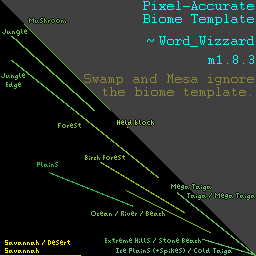 Pixel-Accurate
Biome Template
~ Word_Wizzard
m1.8.3
Swamp and Mesa ignore
the biome template.
Mushroom
Jungle
Jungle
Edge
Forest
Held block
Birch Forest
Plains
Mega Taiga
Taiga / Mega Taiga
Ocean / River / Beach
Extreme Hills / Stone Beach
Savannah / Desert
Savanna
Ice Plains (+Spikes) / Cold Taiga